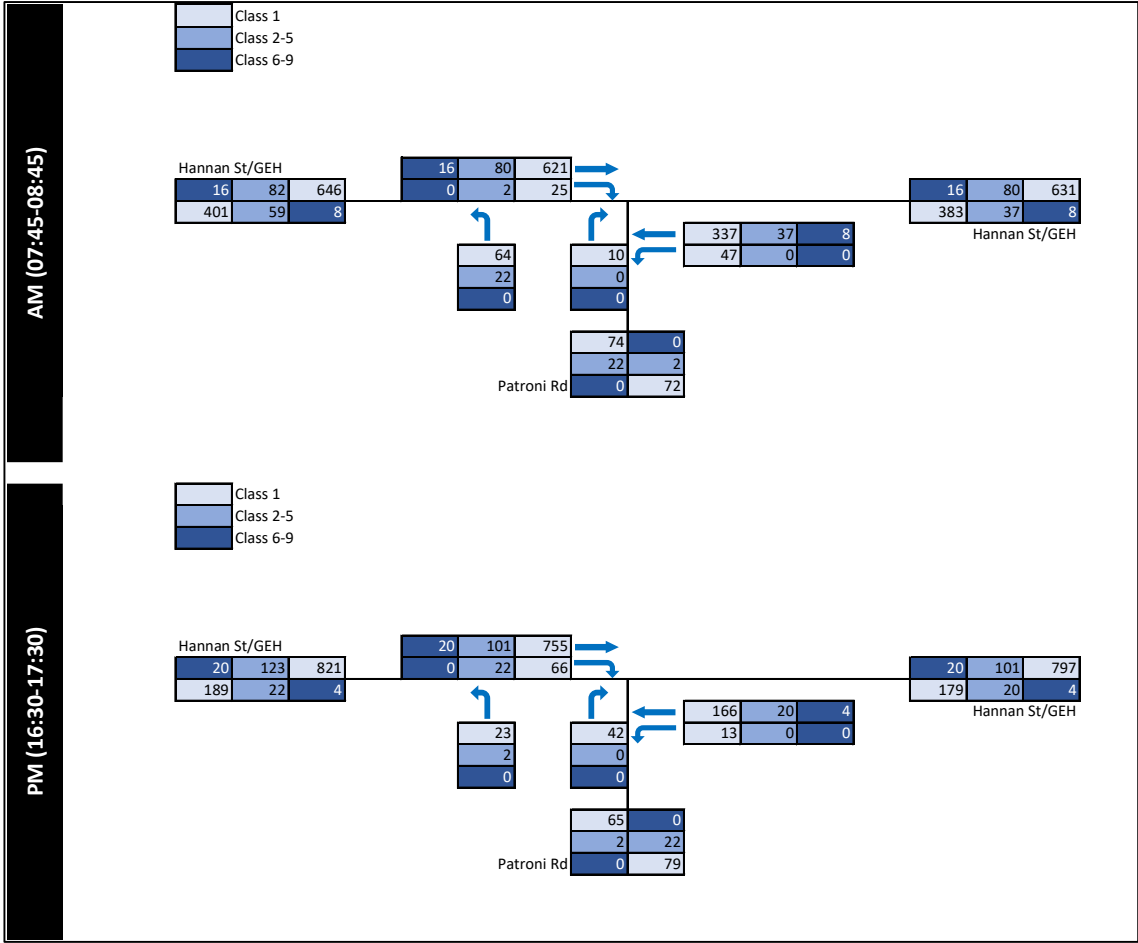 AM (07:45-08:45)
Class 1
Class 2-5
Class 6-9
Hannan St/GEH
16 80 621
0 2 25
16 82 646
401 59 8
16 80 631
383 37 8
Hannan St/GEH
337 37 8
47 0 0
64
22
0
10
0
0
74 0
22 2
Patroni Rd 0 72
PM (16:30-17:30)
Class 1
Class 2-5
Class 6-9
Hannan St/GEH
20 101 755
0 22 66
20 123 821
189 22 4
20 101 797
179 20 4
Hannan St/GEH
166 20 4
13 0 0
23
2
0
42
0
0
65 0
2 22
Patroni Rd 0 79